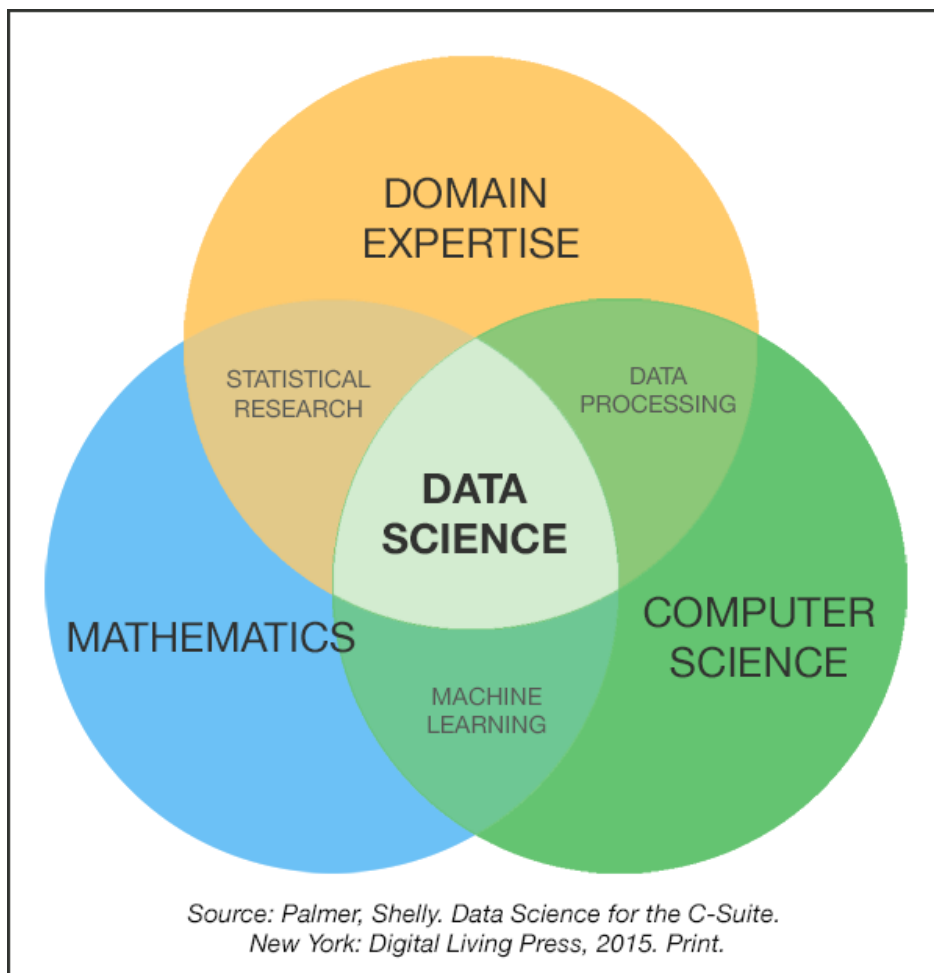 DOMAIN
EXPERTISE
STATISTICAL
RESEARCH
DATA
PROCESSING
DATA
SCIENCE
MATHEMATICS
COMPUTER
SCIENCE
MACHINE
LEARNING
Source: Palmer, Shelly. Data Science for the C-Suite.
New York: Digital Living Press, 2015. Print.